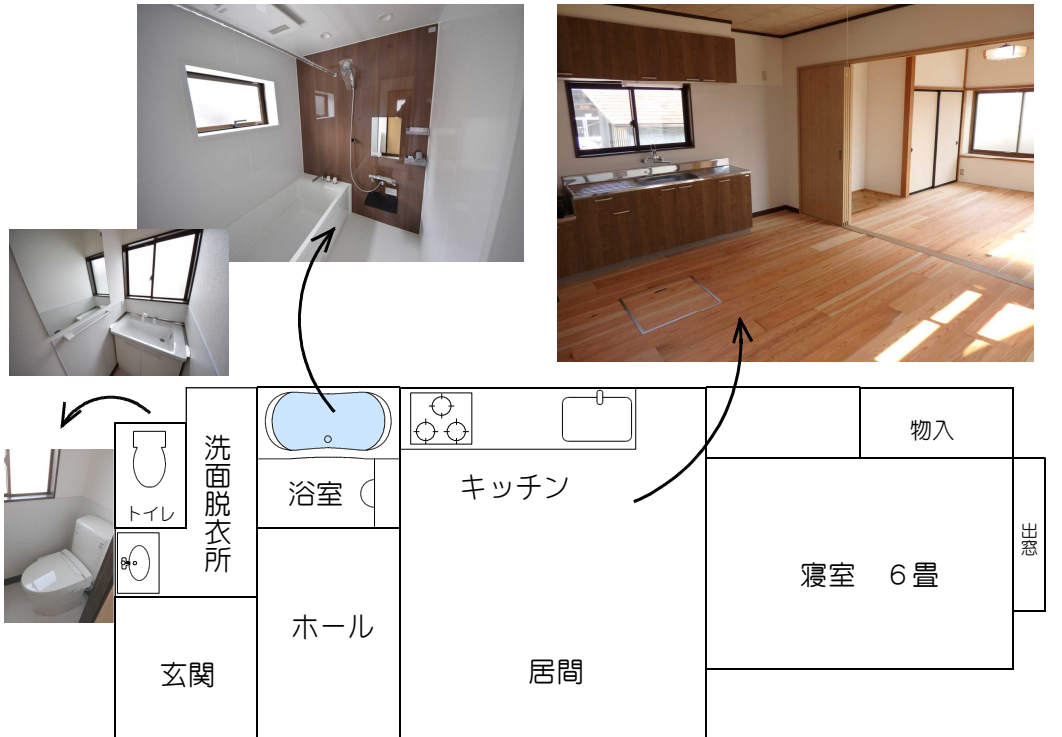 物入
洗面脱衣所
キッチン
浴室
トイレ
出窓
寝室　６畳
ホール
玄関
居間